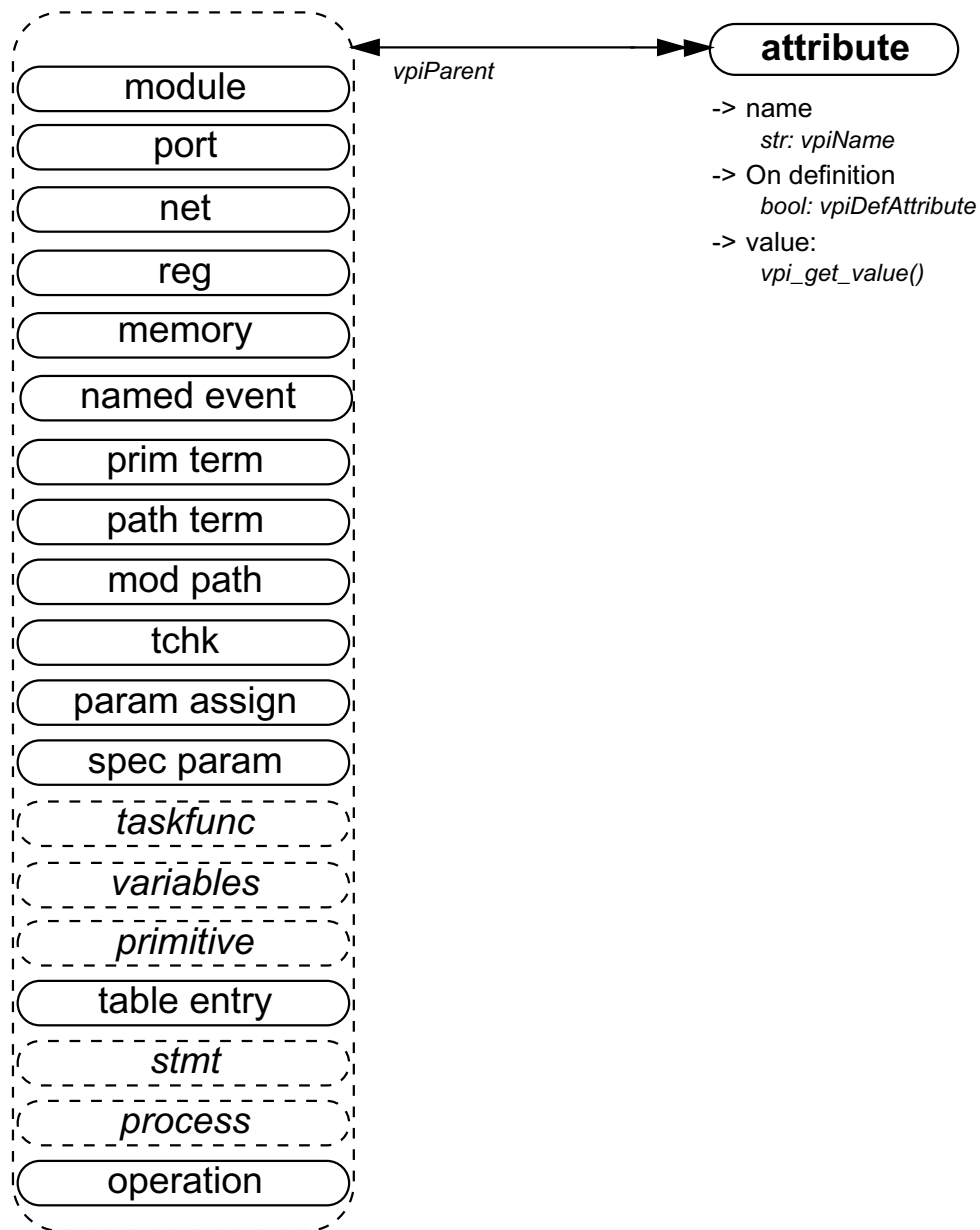 attribute
vpiParent
module
-> name
str: vpiName
port
-> On definition
bool: vpiDefAttribute
net
-> value:
vpi_get_value()
reg
memory
named event
prim term
path term
mod path
tchk
param assign
spec param
taskfunc
variables
primitive
table entry
stmt
process
operation